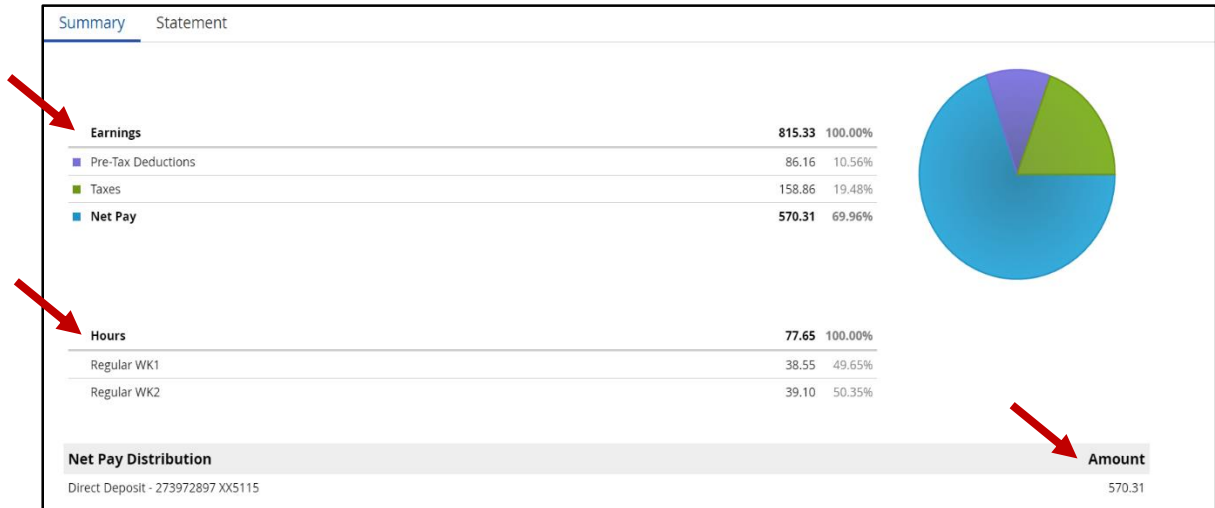 Summary Statement
Earnings 815.33 100.00%
Pre-Tax Deductions 86.16 10.56%
Taxes 158.86 19.48%
Net Pay 570.31 69.96%
Hours 77.65 100.00%
Regular WK1 38.55 49.65%
Regular WK2 39.10 50.35%
Net Pay Distribution Amount
Direct Deposit - 273972897 XX5115 570.31